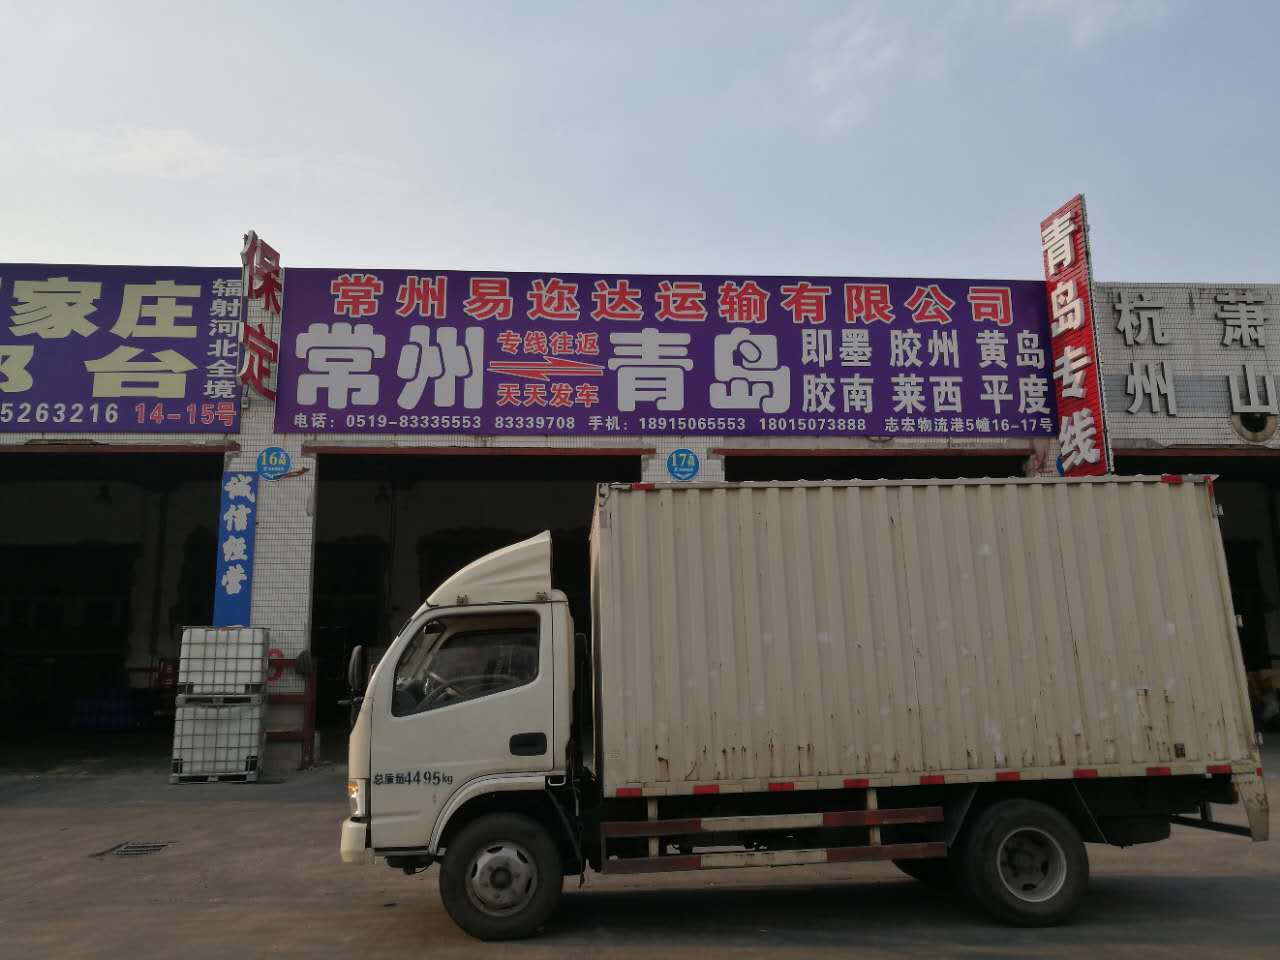 家庄
台
辐射河北全境
5263216 14-15号
保定
常州易迩达运输有限公司
常州 专线往返 天天发车 青岛
即墨 胶州 黄岛
胶南 莱西 平度
电话：0519-83335553 83339708 手机：18915065553 18015073888 志宏物流港5幢16-17号
青岛专线
杭州
萧山
16
17
诚信经营
总质量4495kg